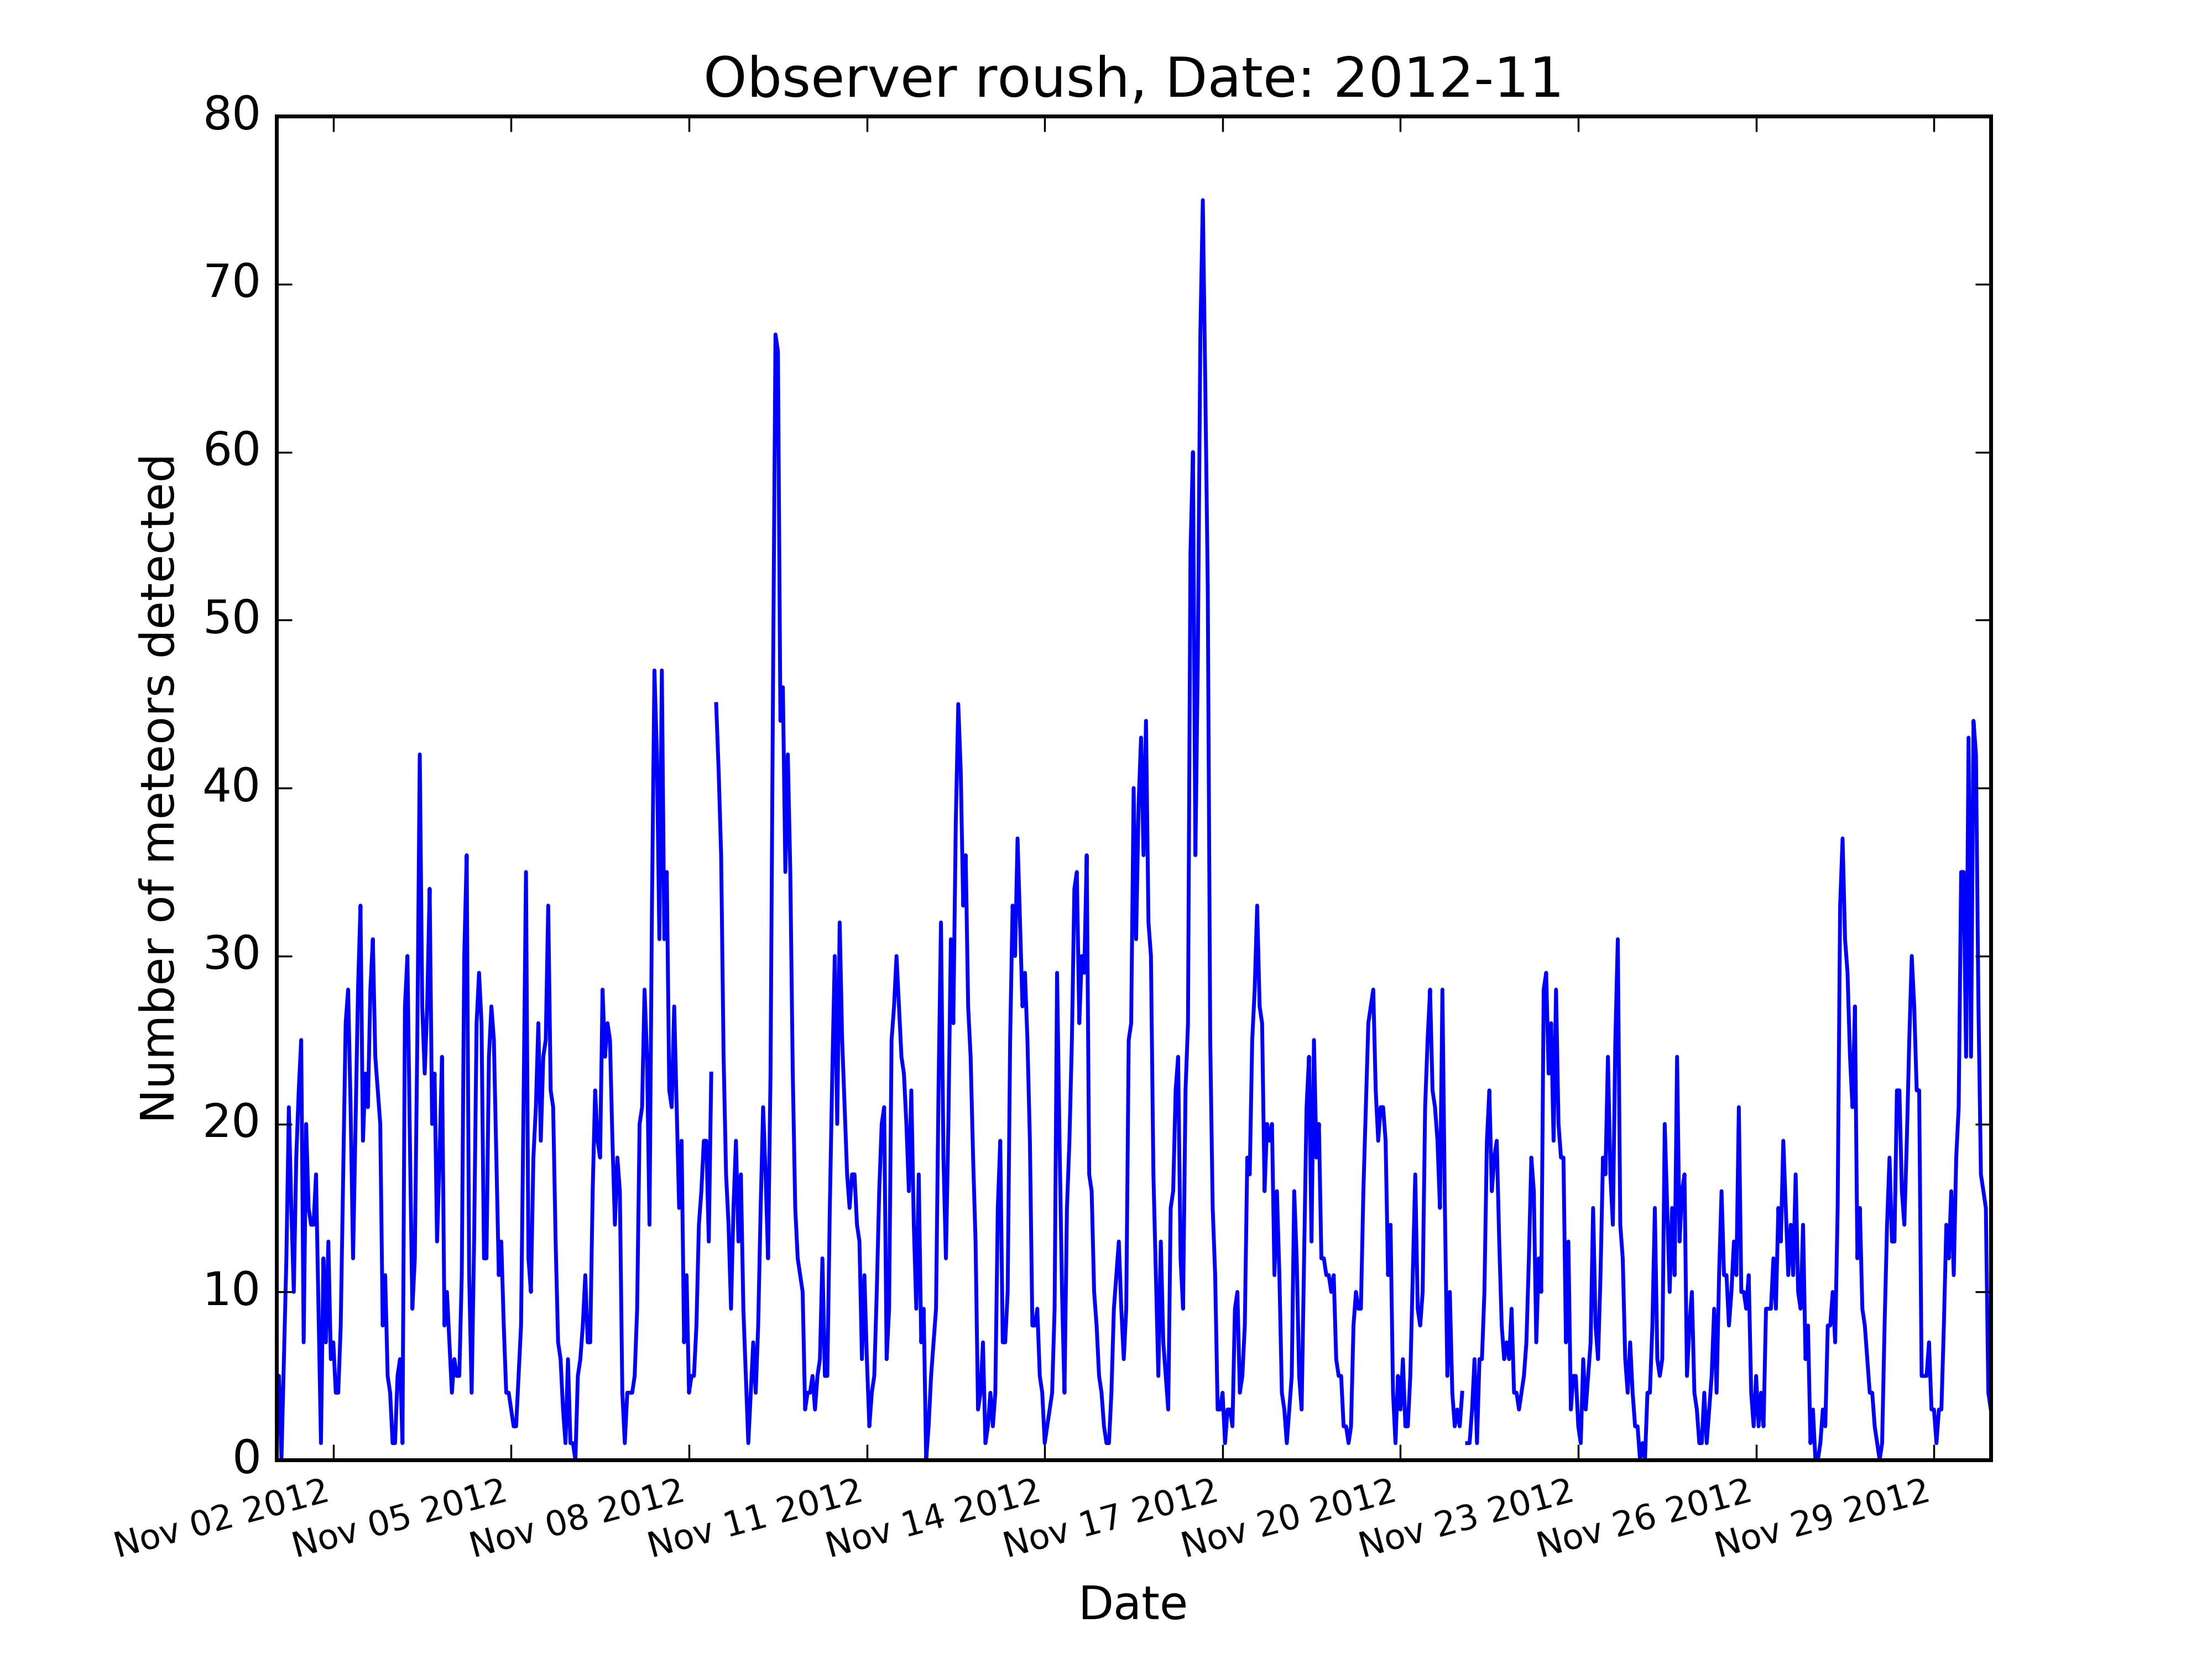 Observer roush, Date: 2012-11
Number of meteors detected
80
70
60
50
40
30
20
10
0
Nov 02 2012
Nov 05 2012
Nov 08 2012
Nov 11 2012
Nov 14 2012
Nov 17 2012
Nov 20 2012
Nov 23 2012
Nov 26 2012
Nov 29 2012
Date